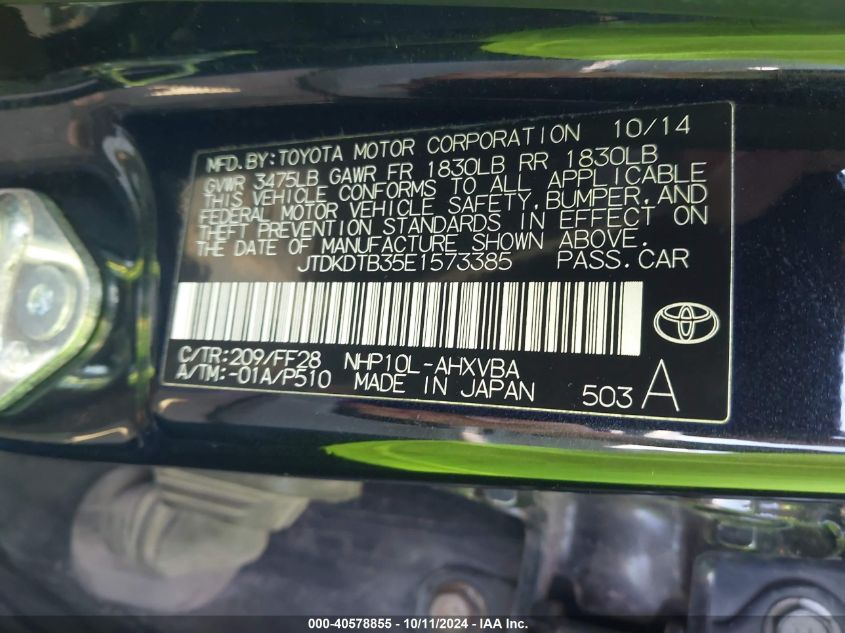 MFD.BY:TOYOTA MOTOR CORPORATION 10/14
GVWR 3475LB GAWR FR 1830LB RR 1830LB
THIS VEHICLE CONFORMS TO ALL APPLICABLE
FEDERAL MOTOR VEHICLE SAFETY,BUMPER,AND
THEFT PREVENTION STANDARDS IN EFFECT ON
THE DATE OF MANUFACTURE SHOWN ABOVE.
JTDKDTB35E1573385 PASS.CAR
C/TR:209/FF28 NHP10L-AHXVBA
A/TM:-01A/P510 MADE IN JAPAN
503 A
000-40578855 - 10/11/2024 - IAA Inc.